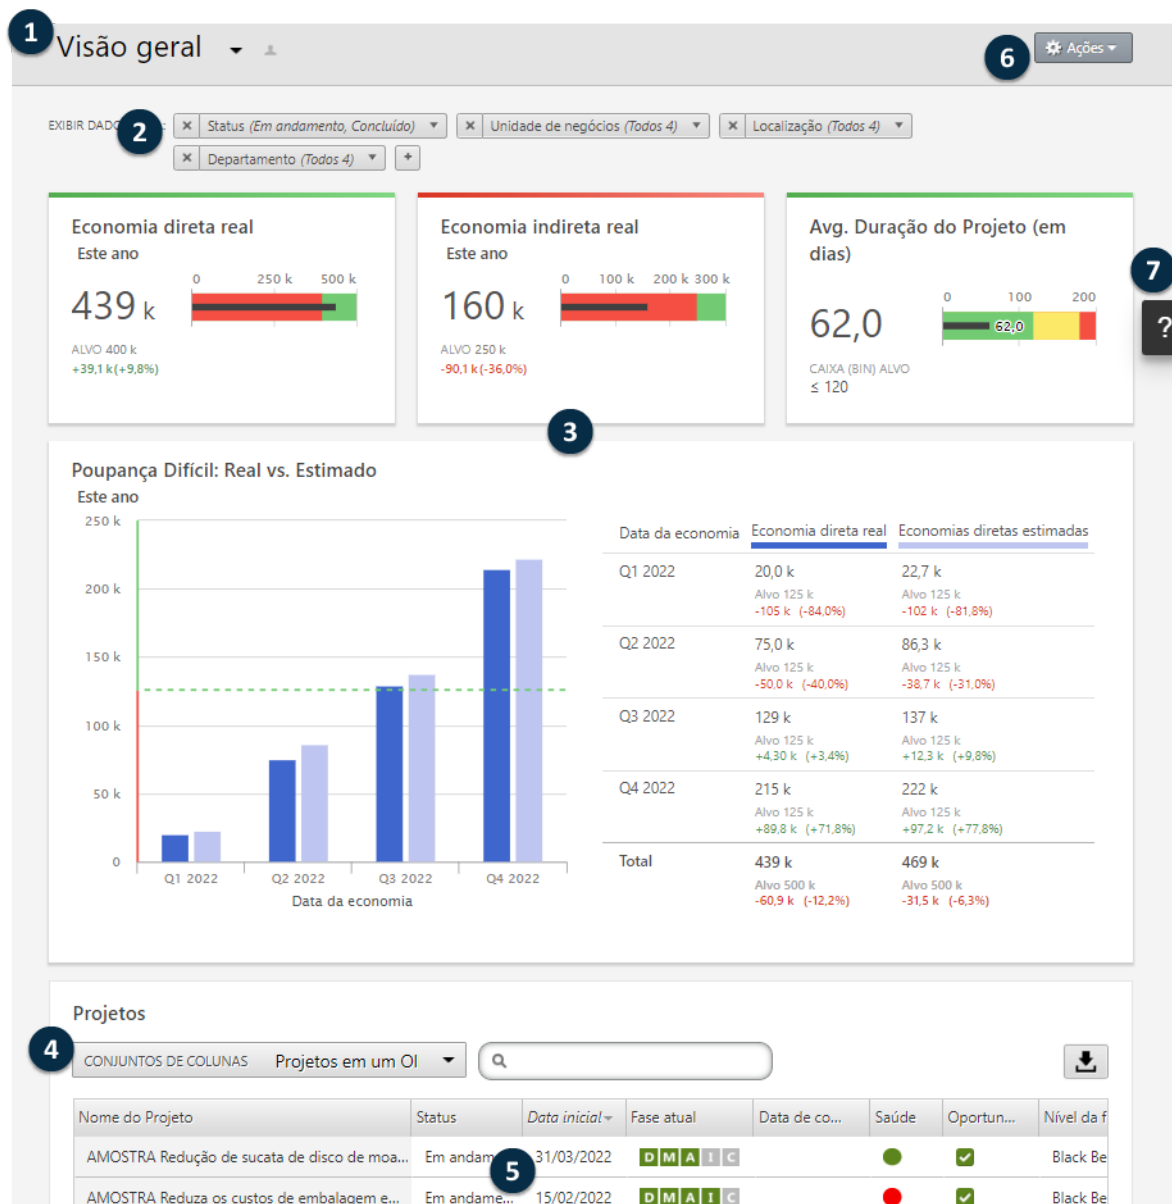 1
Visão geral
6
Ações
EXIBIR DADO
2
Status (Em andamento, Concluído)
Unidade de negócios (Todos 4)
Localização (Todos 4)
Departamento (Todos 4)
+
Economia direta real
Este ano
0 250 k 500 k
439 k
ALVO 400 k
+39,1 k(+9,8%)
Economia indireta real
Este ano
0 100 k 200 k 300 k
160 k
ALVO 250 k
-90,1 k(-36,0%)
Avg. Duração do Projeto (em
dias)
0 100 200
62,0
62,0
CAIXA (BIN) ALVO
≤ 120
7
?
3
Poupança Difícil: Real vs. Estimado
Este ano
250 k
200 k
150 k
100 k
50 k
0
Q1 2022 Q2 2022 Q3 2022 Q4 2022
Data da economia
Data da economia Economia direta real Economias diretas estimadas
Q1 2022 20,0 k 22,7 k
Alvo 125 k Alvo 125 k
-105 k (-84,0%) -102 k (-81,8%)
Q2 2022 75,0 k 86,3 k
Alvo 125 k Alvo 125 k
-50,0 k (-40,0%) -38,7 k (-31,0%)
Q3 2022 129 k 137 k
Alvo 125 k Alvo 125 k
+4,30 k (+3,4%) +12,3 k (+9,8%)
Q4 2022 215 k 222 k
Alvo 125 k Alvo 125 k
+89,8 k (+71,8%) +97,2 k (+77,8%)
Total 439 k 469 k
Alvo 500 k Alvo 500 k
-60,9 k (-12,2%) -31,5 k (-6,3%)
Projetos
4
CONJUNTOS DE COLUNAS Projetos em um OI
Nome do Projeto Status Data inicial Fase atual Data de co... Saúde Oportun... Nível da f
AMOSTRA Redução de sucata de disco de moa... Em andam 31/03/2022 D M A I C Black Be
5
AMOSTRA Reduza os custos de embalagem e... Em andame... 15/02/2022 D M A I C Black Be